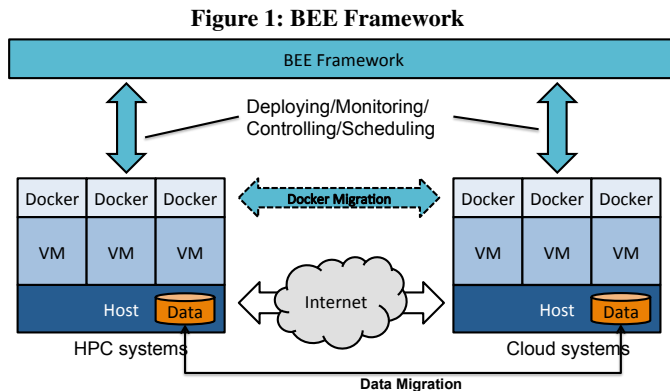 Figure 1: BEE Framework
BEE Framework
Deploying/Monitoring/
Controlling/Scheduling
Docker Docker Docker
Docker Migration
Docker Docker Docker
VM VM VM
VM VM VM
Internet
Host Data
Host Data
HPC systems
Cloud systems
Data Migration